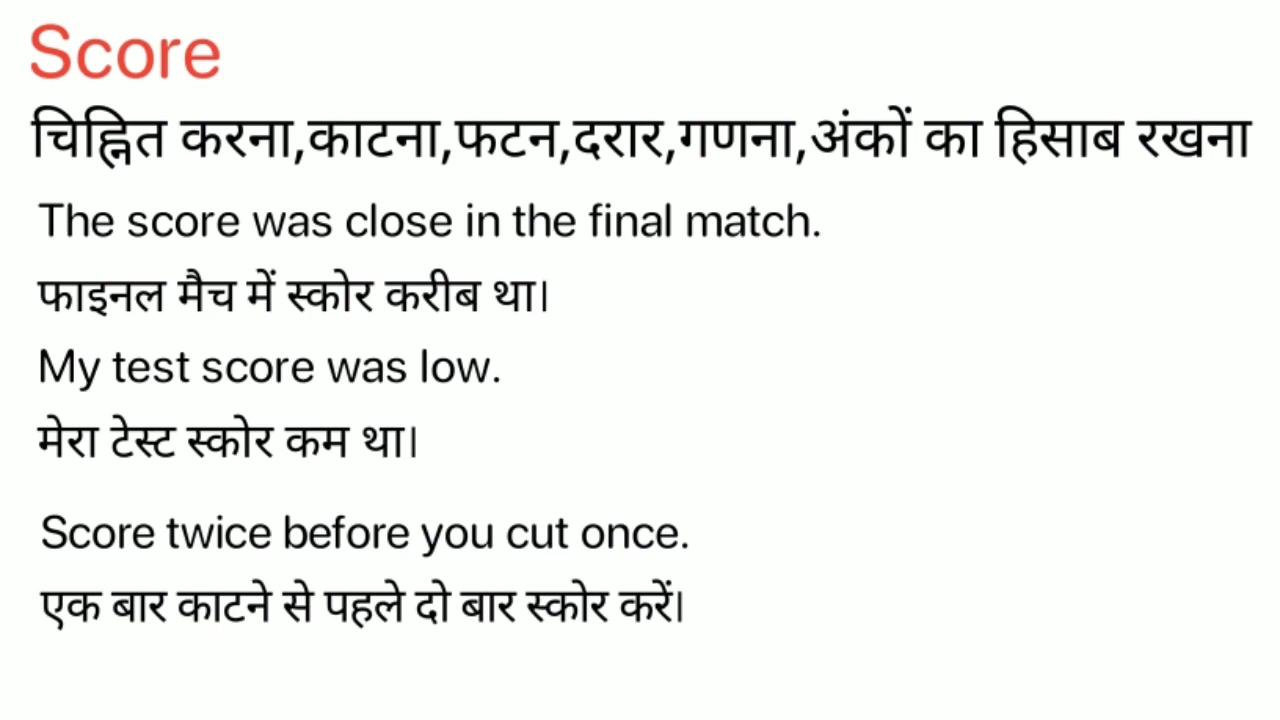 Score
चिह्नित करना,काटना,फटन,दरार,गणना,अंकों का हिसाब रखना
The score was close in the final match.
फाइनल मैच में स्कोर करीब था।
My test score was low.
मेरा टेस्ट स्कोर कम था।
Score twice before you cut once.
एक बार काटने से पहले दो बार स्कोर करें।